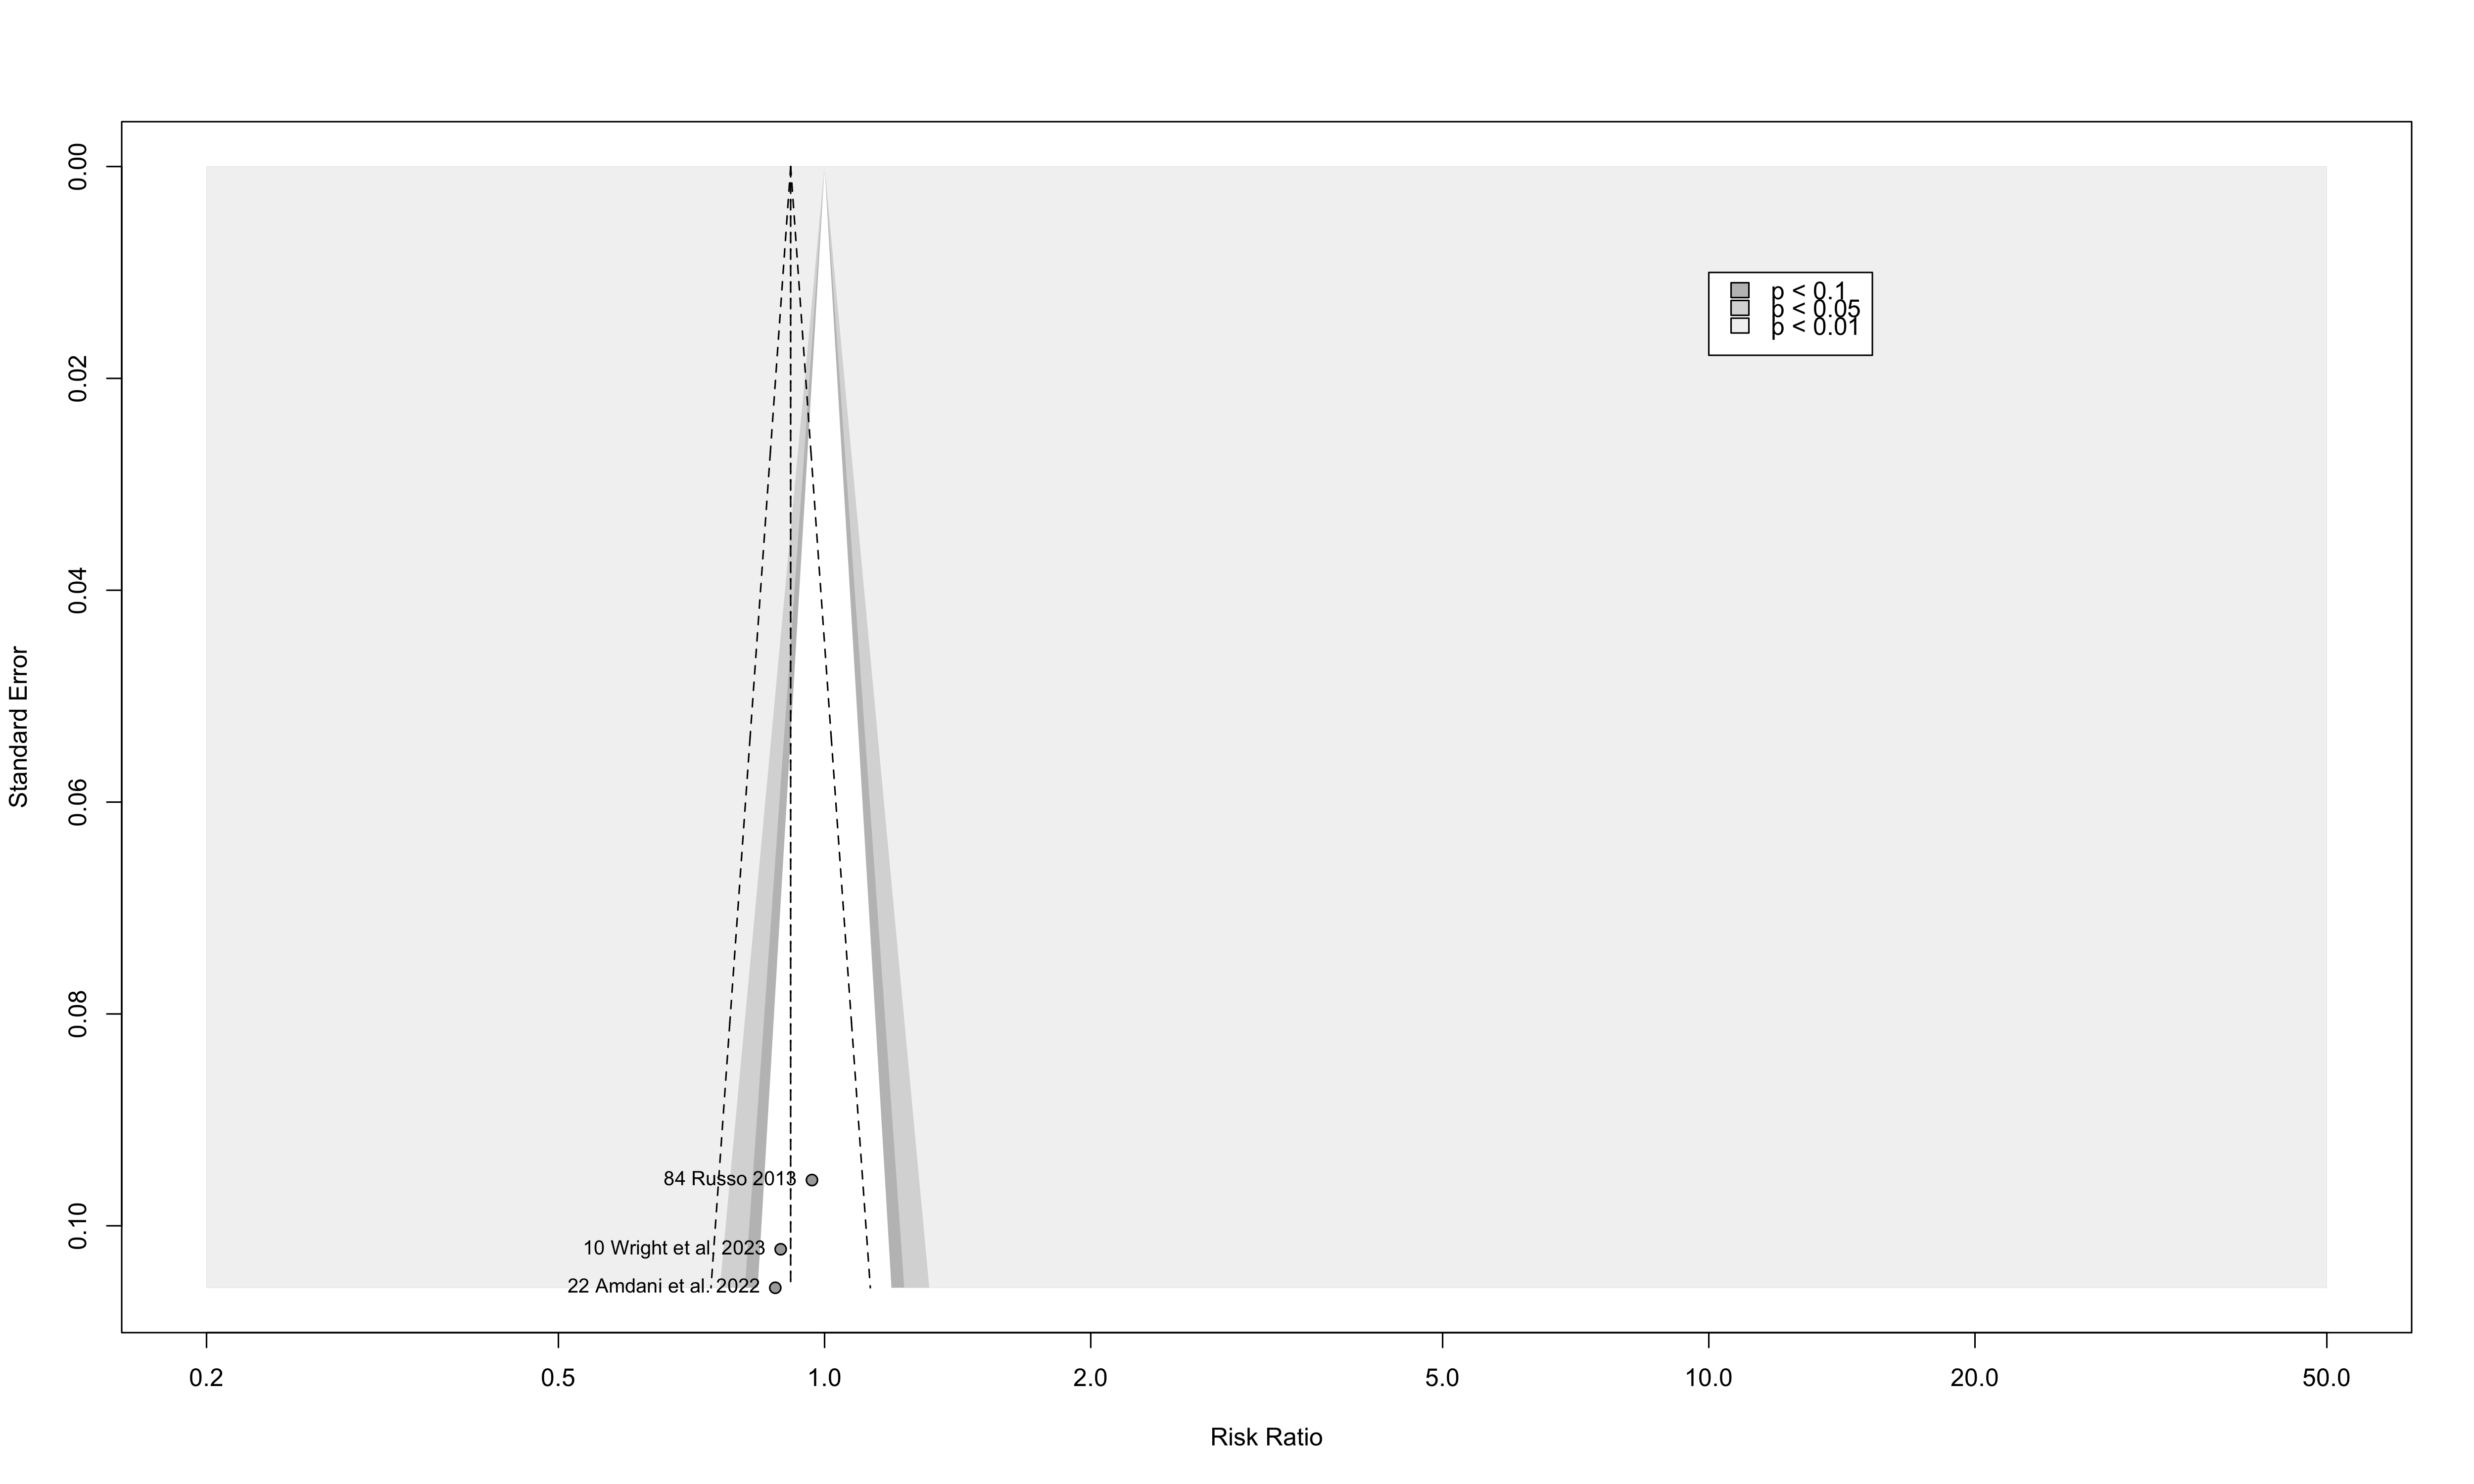 0.00
0.02
0.04
0.06
0.08
0.10
Standard Error
p < 0.1
p < 0.05
p < 0.01
84 Russo 2013
10 Wright et al. 2023
22 Amdani et al. 2022
0.2 0.5 1.0 2.0 5.0 10.0 20.0 50.0
Risk Ratio